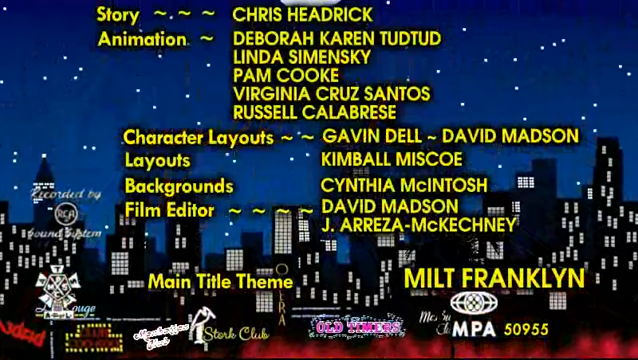 Story ~ ~ ~ CHRIS HEADRICK
Animation ~ DEBORAH KAREN TUDTUD
LINDA SIMENSKY
PAM COOKE
VIRGINIA CRUZ SANTOS
RUSSELL CALABRESE
Character Layouts ~ ~ GAVIN DELL ~ DAVID MADSON
Layouts KIMBALL MISCOE
Backgrounds CYNTHIA McINTOSH
Film Editor ~ ~ ~ ~ DAVID MADSON
J. ARREZA-McKECHNEY
Recorded by
RCA
Sound System
Main Title Theme MILT FRANKLYN
OPERA
Stork Club
OLD TIMERS
MPA 50955